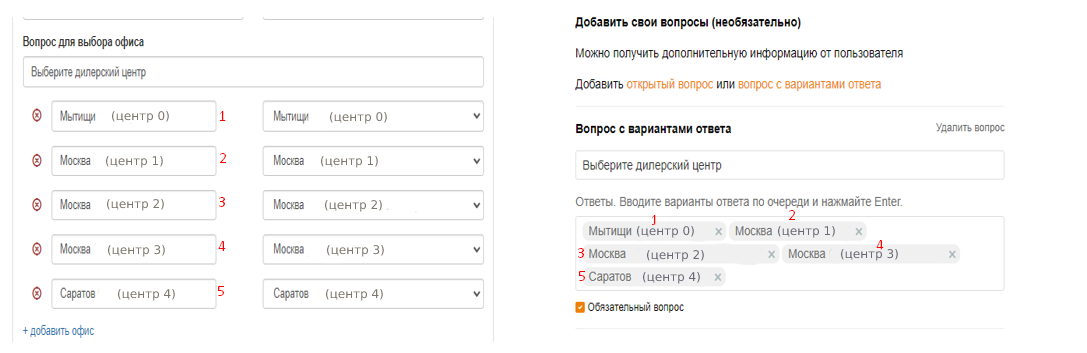 Вопрос для выбора офиса
Выберите дилерский центр
Мытищи (центр 0) 1 Мытищи (центр 0)
Москва (центр 1) 2 Москва (центр 1)
Москва (центр 2) 3 Москва (центр 2)
Москва (центр 3) 4 Москва (центр 3)
Саратов (центр 4) 5 Саратов (центр 4)
+ добавить офис
Добавить свои вопросы (необязательно)
Можно получить дополнительную информацию от пользователя
Добавить открытый вопрос или вопрос с вариантами ответа
Вопрос с вариантами ответа Удалить вопрос
Выберите дилерский центр
Ответы. Вводите варианты ответа по очереди и нажмайте Enter.
1 2
Мытищи (центр 0) × Москва (центр 1) ×
4
3 Москва (центр 2) × Москва (центр 3) ×
5 Саратов (центр 4) ×
Обязательный вопрос